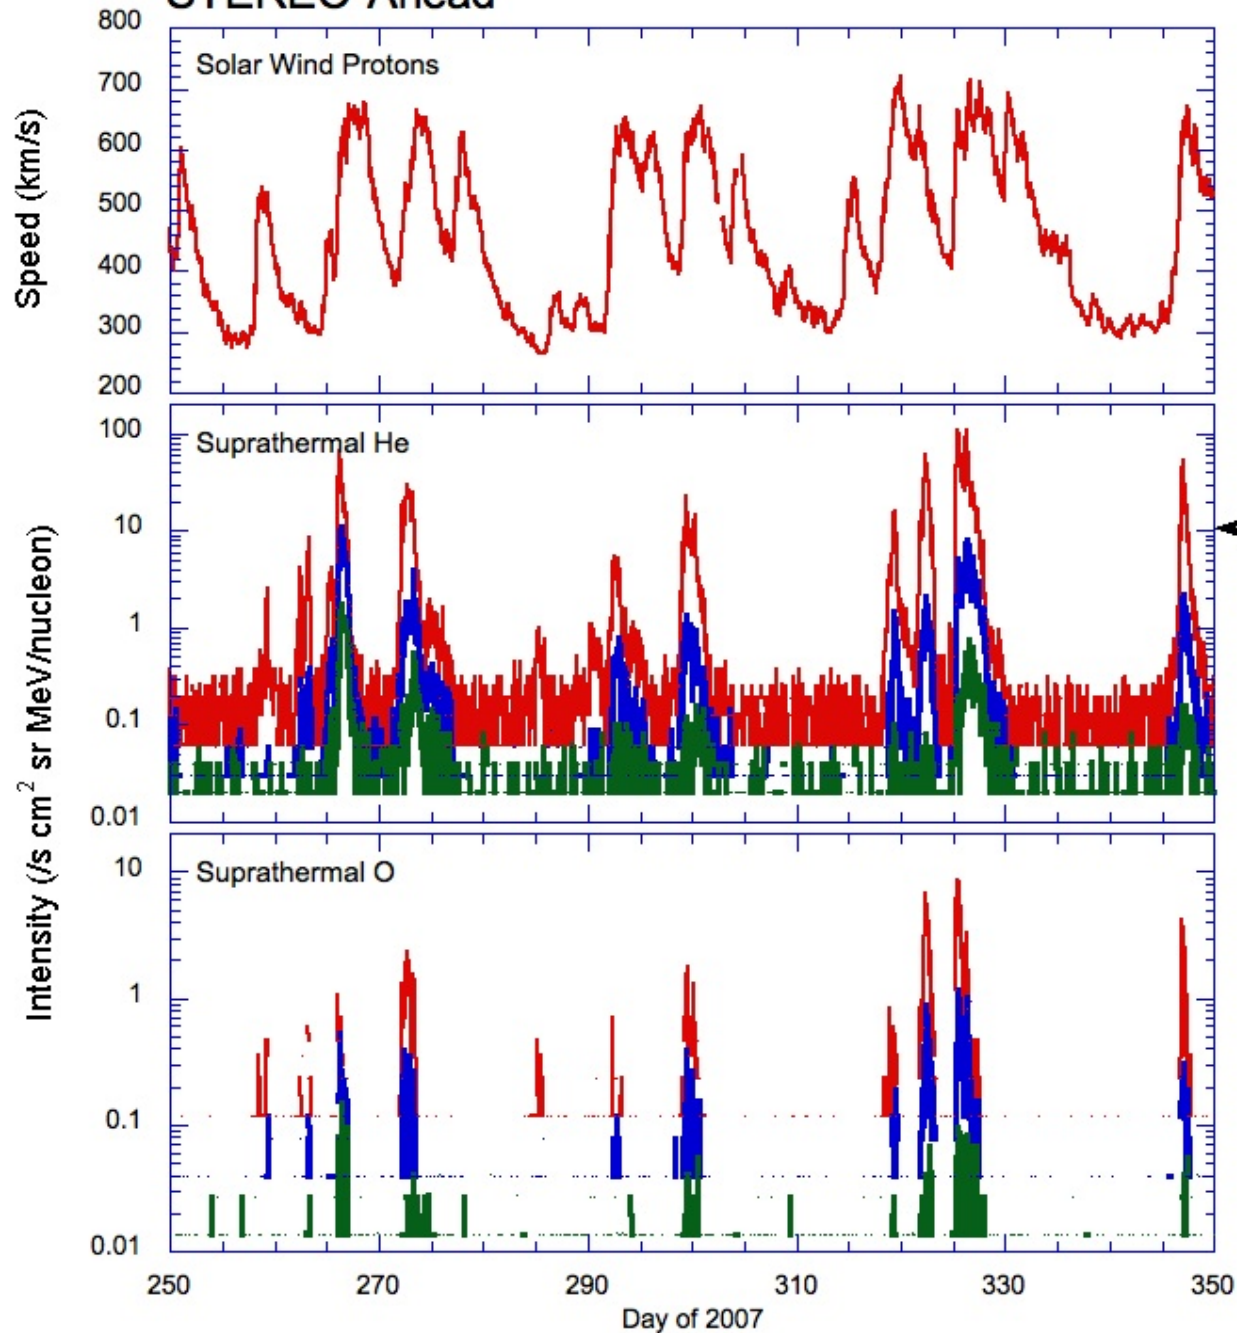 STEREO Ahead
800
700
600
500
400
300
200
Speed (km/s)
Solar Wind Protons
100
10
1
0.1
0.01
Suprathermal He
Intensity (/s cm² sr MeV/nucleon)
10
1
0.1
0.01
Suprathermal O
250 270 290 310 330 350
Day of 2007